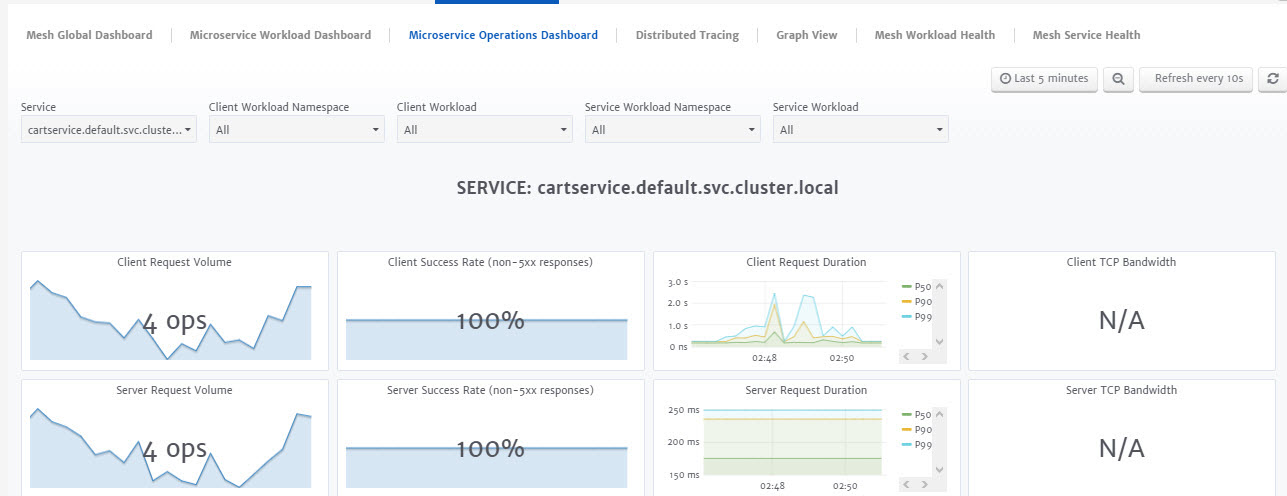 Mesh Global Dashboard Microservice Workload Dashboard Microservice Operations Dashboard Distributed Tracing Graph View Mesh Workload Health Mesh Service Health
Last 5 minutes Refresh every 10s
Service Client Workload Namespace Client Workload Service Workload Namespace Service Workload
cartservice.default.svc.cluste... All All All All
SERVICE: cartservice.default.svc.cluster.local
Client Request Volume
4 ops
Client Success Rate (non-5xx responses)
100%
Client Request Duration
3.0 s
2.0 s
1.0 s
0 ns
02:48 02:50
P50
P90
P99
Client TCP Bandwidth
N/A
Server Request Volume
4 ops
Server Success Rate (non-5xx responses)
100%
Server Request Duration
250 ms
200 ms
150 ms
02:48 02:50
P50
P90
P99
Server TCP Bandwidth
N/A